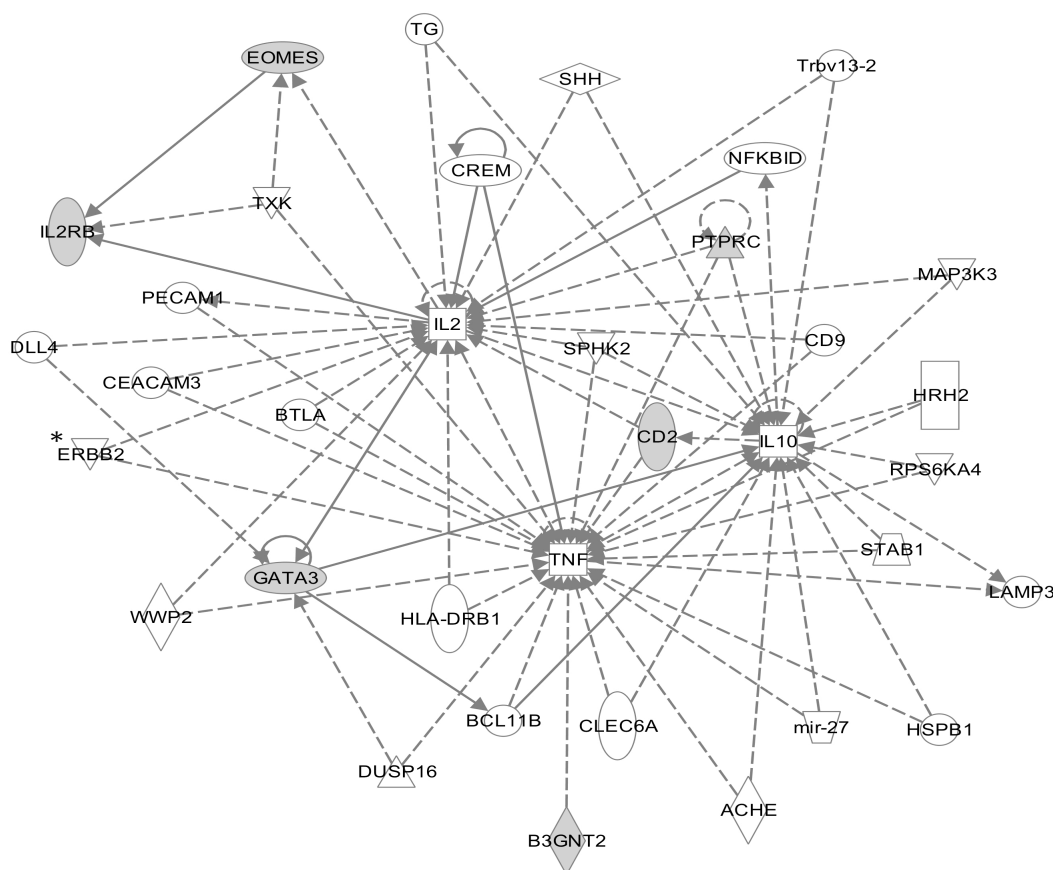 TG
EOMES
SHH
Trbv13-2
CREM
NFKBID
TXK
IL2RB
PTPRC
MAP3K3
PECAM1
IL2
DLL4
SPHK2
CD9
CEACAM3
HRH2
BTLA
CD2
IL10
*
ERBB2
RPS6KA4
STAB1
TNF
GATA3
LAMP3
WWP2
HLA-DRB1
BCL11B
CLEC6A
mir-27
HSPB1
DUSP16
ACHE
B3GNT2